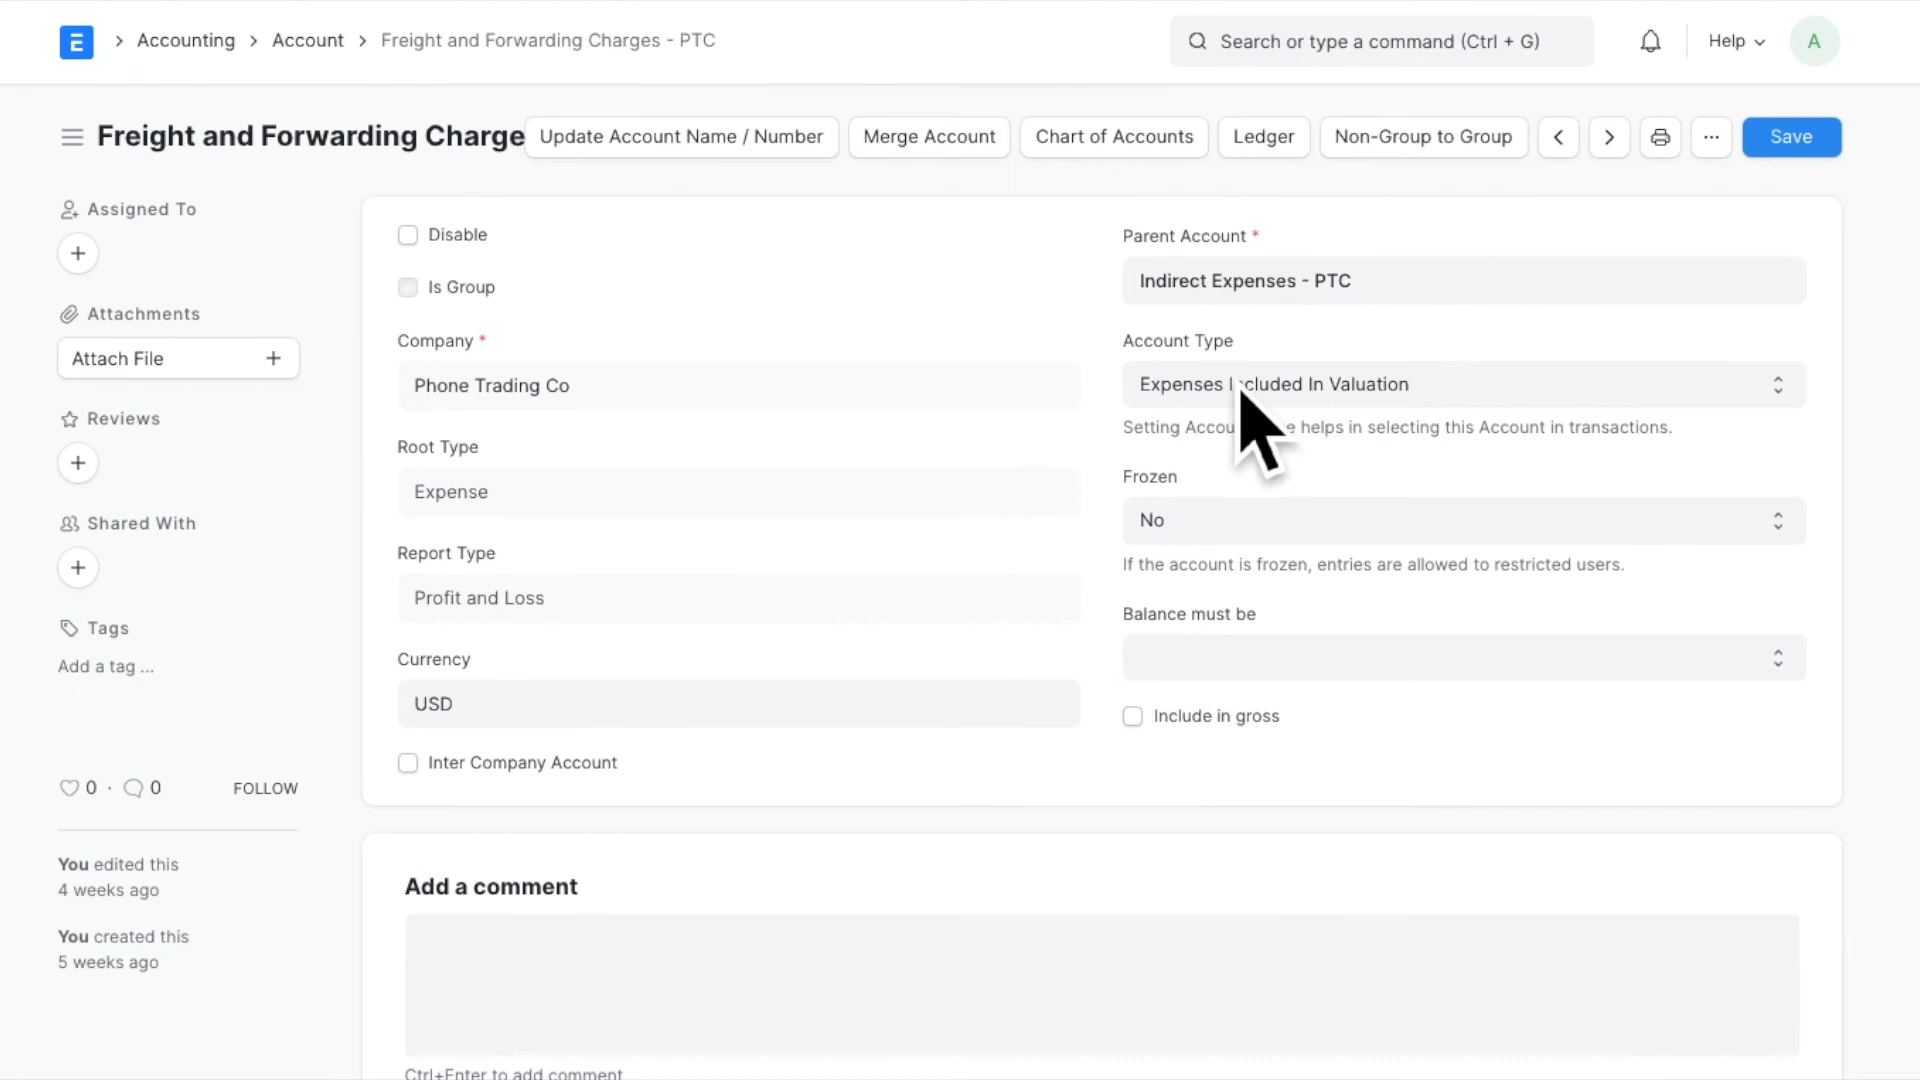 E
Accounting
Account
Freight and Forwarding Charges - PTC
Search or type a command (Ctrl + G)
Help
A
Freight and Forwarding Charge
Update Account Name / Number
Merge Account
Chart of Accounts
Ledger
Non-Group to Group
Save
Assigned To
Attachments
Attach File
Reviews
Shared With
Tags
Add a tag ...
0 · 0
FOLLOW
You edited this
4 weeks ago
You created this
5 weeks ago
Disable
Is Group
Company *
Phone Trading Co
Root Type
Expense
Report Type
Profit and Loss
Currency
USD
Inter Company Account
Parent Account *
Indirect Expenses - PTC
Account Type
Expenses Included In Valuation
Setting helps in selecting this Account in transactions.
Frozen
No
If the account is frozen, entries are allowed to restricted users.
Balance must be
Include in gross
Add a comment
Ctrl+Enter to add comment